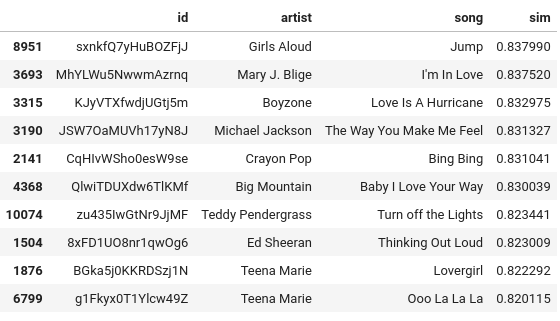 id artist song sim
8951 sxnkfQ7yHuBOZFjJ Girls Aloud Jump 0.837990
3693 MhYLWu5NwwmAzrnq Mary J. Blige I'm In Love 0.837520
3315 KJyVTXfwdjUGtj5m Boyzone Love Is A Hurricane 0.832975
3190 JSW7OaMUVh17yN8J Michael Jackson The Way You Make Me Feel 0.831327
2141 CqHIvWSho0esW9se Crayon Pop Bing Bing 0.831041
4368 QlwiTDUXdw6TlKMf Big Mountain Baby I Love Your Way 0.830039
10074 zu435IwGtNr9JjMF Teddy Pendergrass Turn off the Lights 0.823441
1504 8xFD1UO8nr1qwOg6 Ed Sheeran Thinking Out Loud 0.823009
1876 BGka5j0KKRDSzj1N Teena Marie Lovergirl 0.822292
6799 g1Fkyx0T1Ylcw49Z Teena Marie Ooo La La La 0.820115